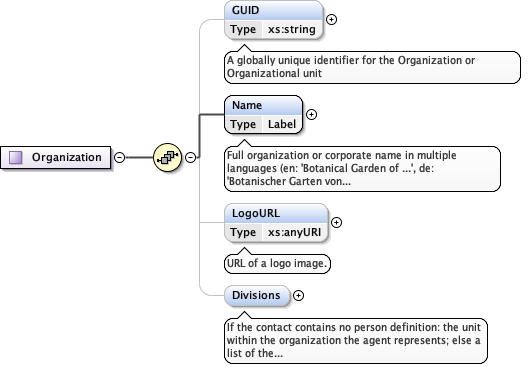 GUID
Type xs:string
A globally unique identifier for the Organization or
Organizational unit
Name
Type Label
Organization
Full organization or corporate name in multiple
languages (en: 'Botanical Garden of ...', de:
'Botanischer Garten von...
LogoURL
Type xs:anyURI
URL of a logo image.
Divisions
If the contact contains no person definition: the unit
within the organization the agent represents; else a
list of the...